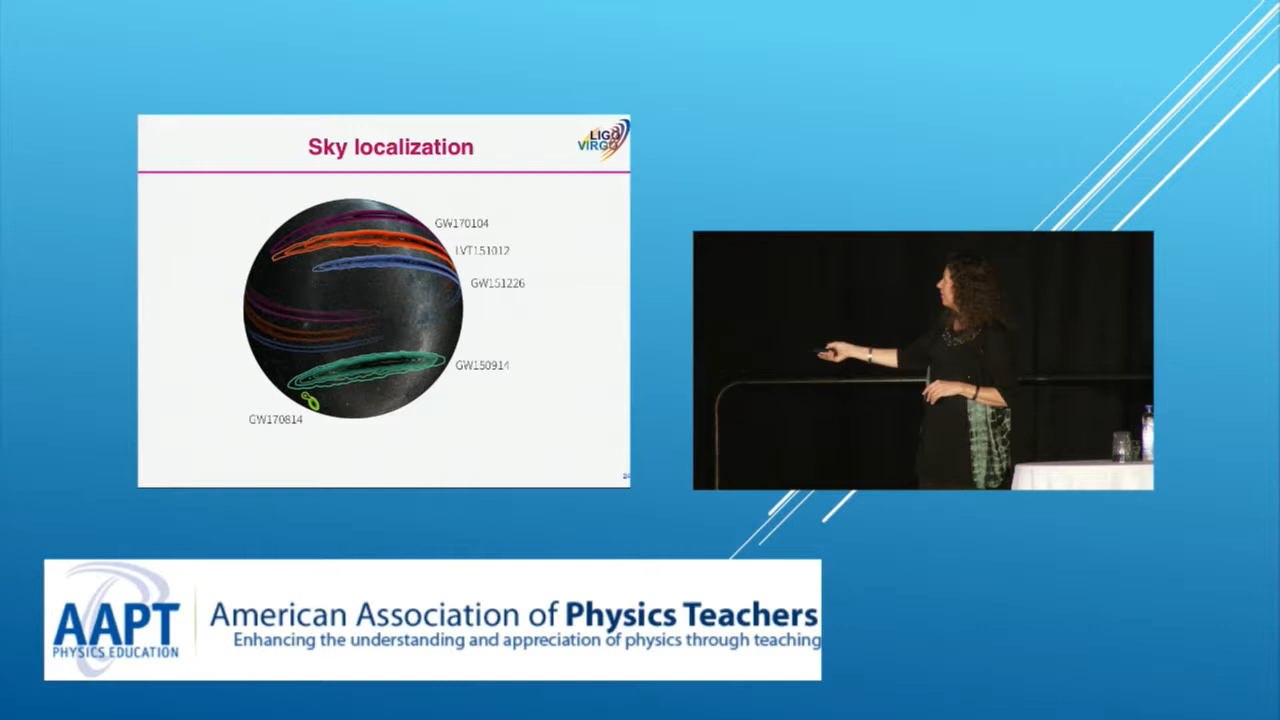 Sky localization
LIGO
VIRGO
GW170104
LVT151012
GW151226
GW150914
GW170814
AAPT
PHYSICS EDUCATION
American Association of Physics Teachers
Enhancing the understanding and appreciation of physics through teaching